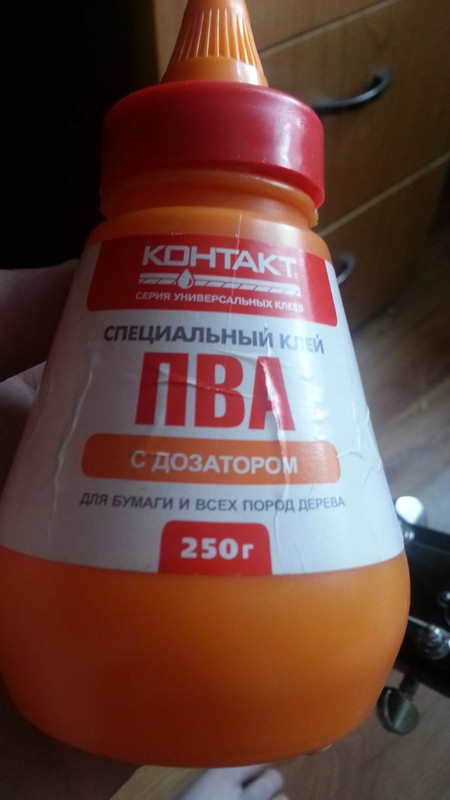 КОНТАКТ
СЕРИЯ УНИВЕРСАЛЬНЫХ КЛЕЕВ
СПЕЦИАЛЬНЫЙ КЛЕЙ
ПВА
С ДОЗАТОРОМ
ДЛЯ БУМАГИ И ВСЕХ ПОРОД ДЕРЕВА
250г